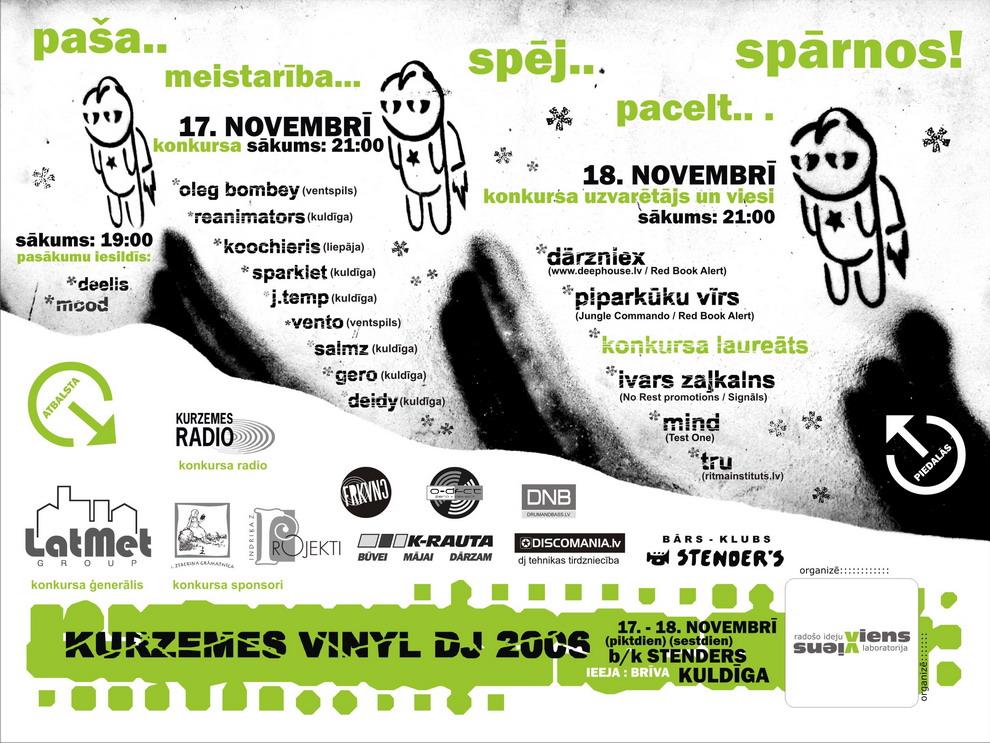 paša..
meistarība...
spēj..
pacelt.. .
spārnos!
17. NOVEMBRĪ
konkursa sākums: 21:00
*oleg bombey (ventspils)
*reanimators (kuldīga)
*koochieris (liepāja)
*sparkiet (kuldīga)
*j.temp (kuldīga)
*vento (ventspils)
*salmz (kuldīga)
*gero (kuldīga)
*deidy (kuldīga)
sākums: 19:00
pasākumu iesildīs:
*deelis
*mood
18. NOVEMBRĪ
konkursa uzvarētājs un viesi
sākums: 21:00
*dārzniex
(www.deephouse.lv / Red Book Alert)
*piparkūku vīrs
(Jungle Commando / Red Book Alert)
*konkursa laureāts
*ivars zaļkalns
(No Rest promotions / Signāls)
*mind
(Test One)
*tru
(ritmainstituts.lv)
ATBALSTA
PIEDALĀS
KURZEMES
RADIO
konkursa radio
LatMet
GROUP
konkursa ģenerālis
INDRIĶA Z.
PROJEKTI
konkursa sponsori
FRKVNC
DNB
DRUMANDBASS.LV
K-RAUTA
BŪVEI MĀJAI DĀRZAM
DISCOMANIA.lv
dj tehnikas tirdzniecība
BĀRS - KLUBS
STENDER'S
organizē::::::::::::
radošo ideju viens
viens laboratorija
organizē::::::::::::
KURZEMES VINYL DJ 2006
17. - 18. NOVEMBRĪ
(piktdien) (sestdien)
b/k STENDERS
IEEJA : BRĪVA KULDĪGA